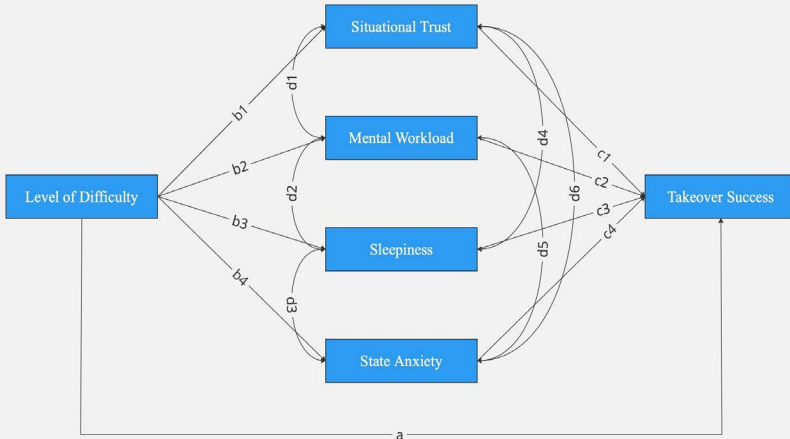 Situational Trust
d1
b1
Mental Workload
d4
c1
b2
c2
Level of Difficulty
d2
d6
Takeover Success
b3
c3
Sleepiness
d5
c4
b4
d3
State Anxiety
a